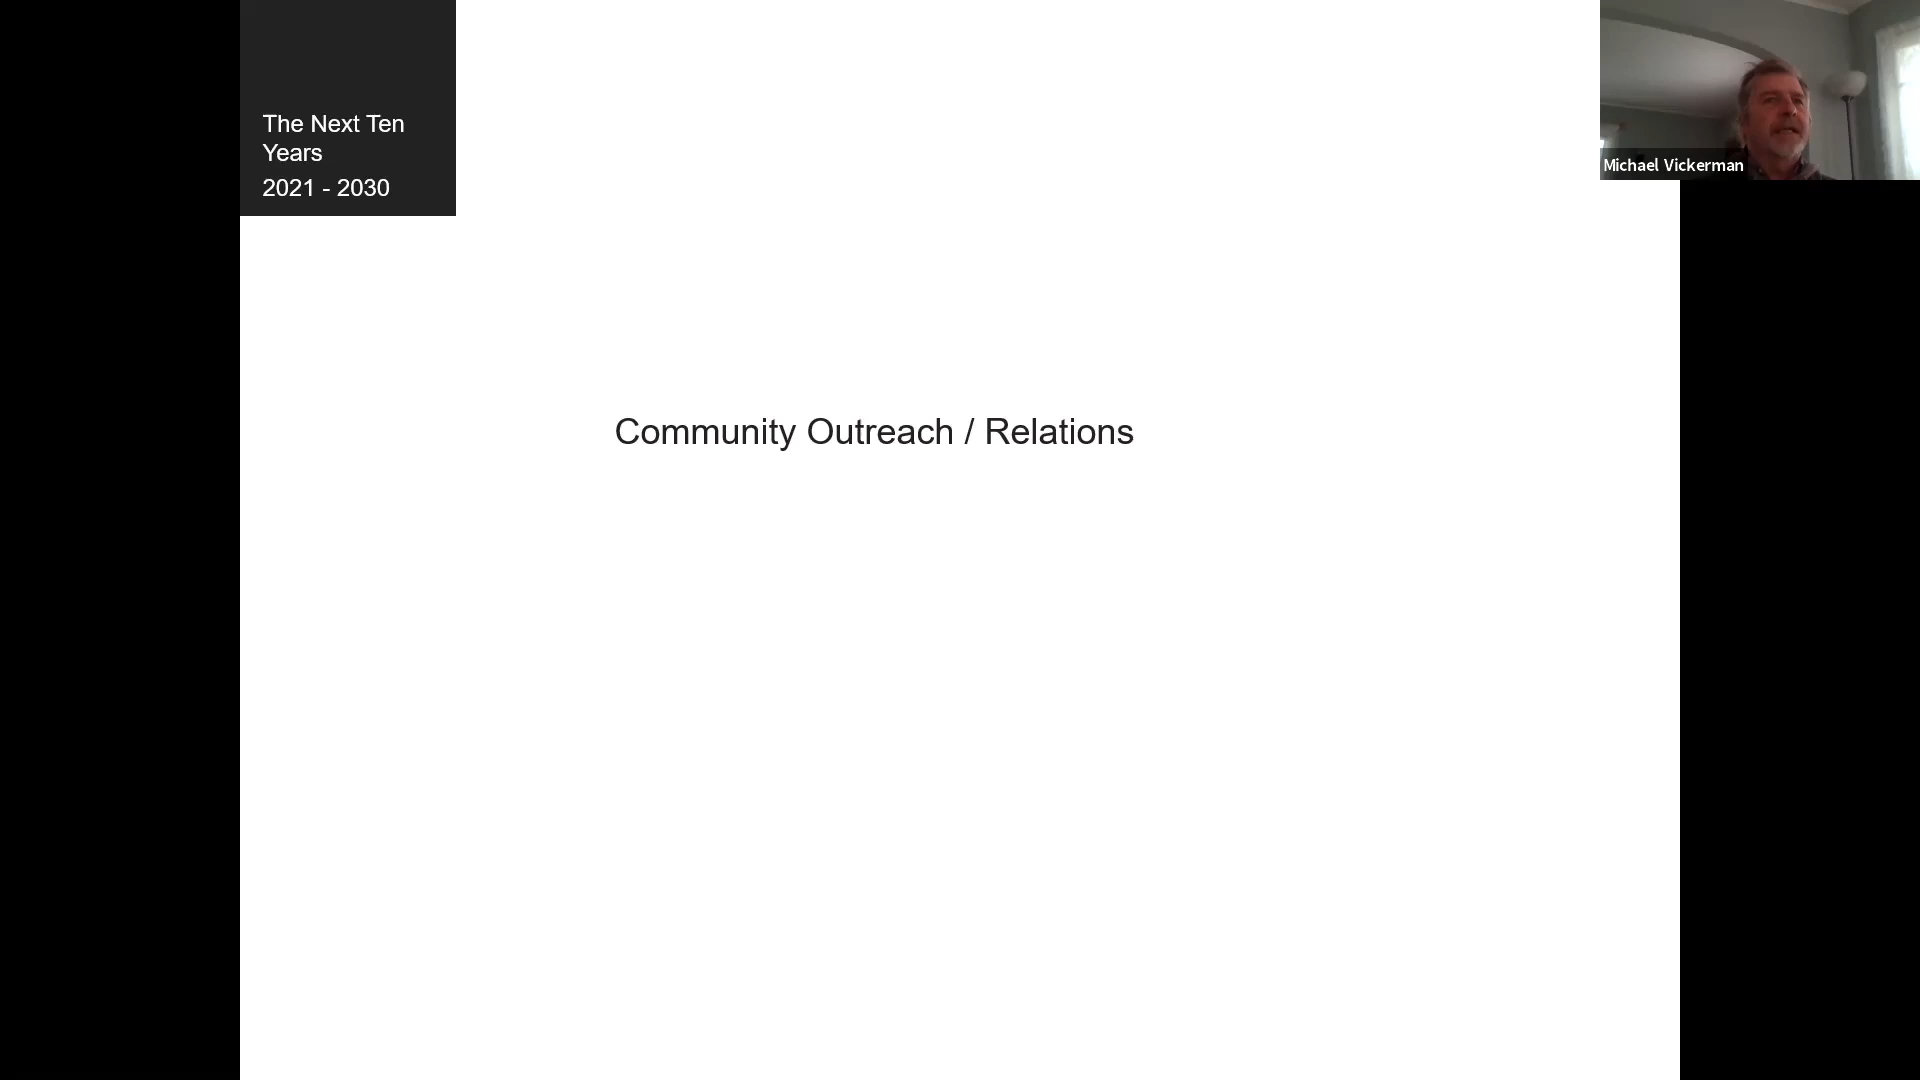 The Next Ten
Years
2021 - 2030
Michael Vickerman
Community Outreach / Relations